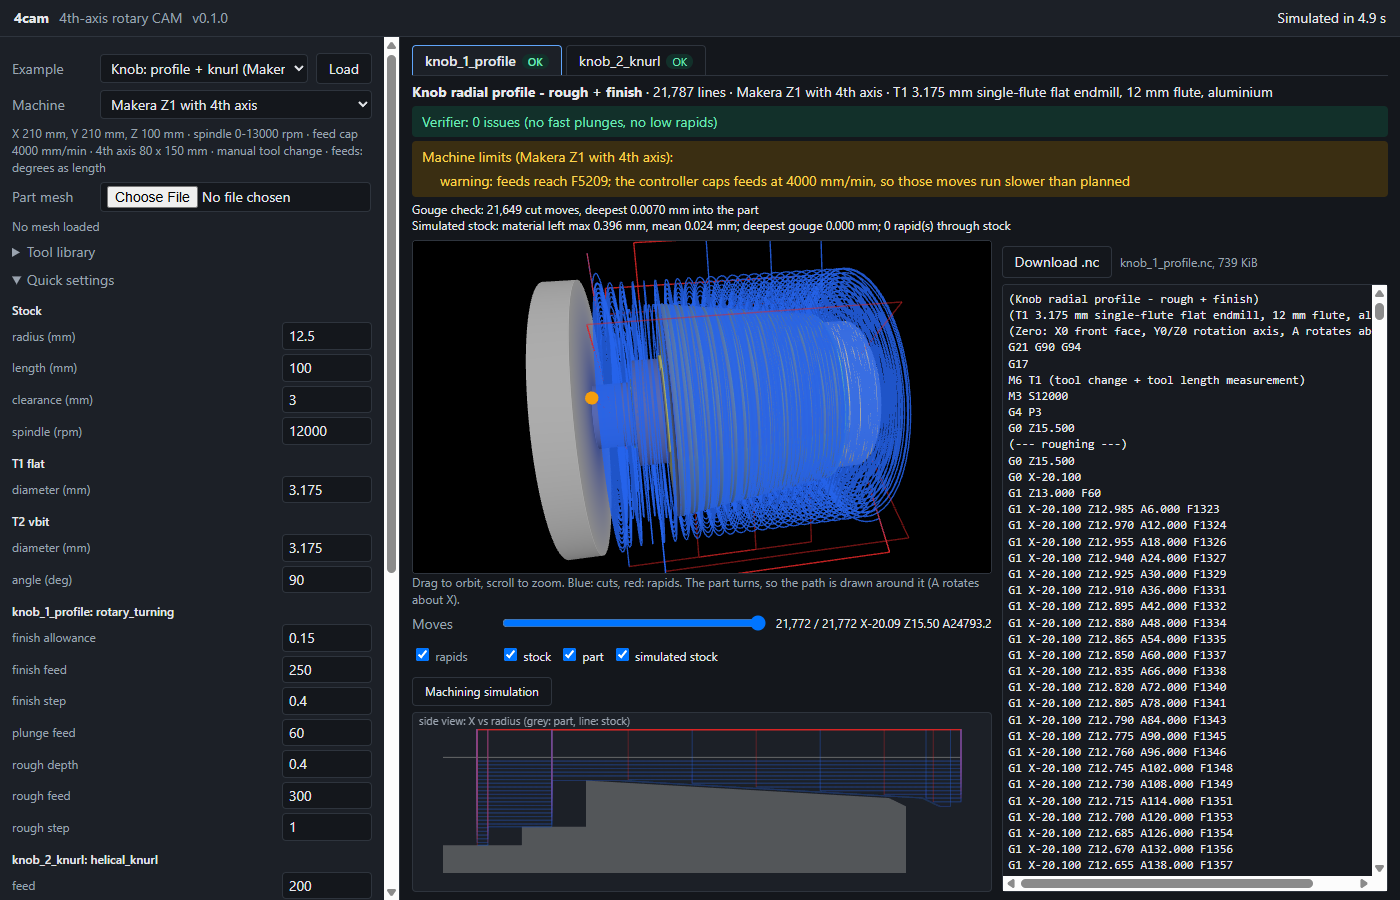 4cam 4th-axis rotary CAM v0.1.0
Simulated in 4.9 s
Example Knob: profile + knurl (Maker Load
Machine Makera Z1 with 4th axis
X 210 mm, Y 210 mm, Z 100 mm · spindle 0-13000 rpm · feed cap
4000 mm/min · 4th axis 80 x 150 mm · manual tool change · feeds:
degrees as length
Part mesh Choose File No file chosen
No mesh loaded
Tool library
Quick settings
Stock
radius (mm) 12.5
length (mm) 100
clearance (mm) 3
spindle (rpm) 12000
T1 flat
diameter (mm) 3.175
T2 vbit
diameter (mm) 3.175
angle (deg) 90
knob_1_profile: rotary_turning
finish allowance 0.15
finish feed 250
finish step 0.4
plunge feed 60
rough depth 0.4
rough feed 300
rough step 1
knob_2_knurl: helical_knurl
feed 200
knob_1_profile OK
knob_2_knurl OK
Knob radial profile - rough + finish · 21,787 lines · Makera Z1 with 4th axis · T1 3.175 mm single-flute flat endmill, 12 mm flute, aluminium
Verifier: 0 issues (no fast plunges, no low rapids)
Machine limits (Makera Z1 with 4th axis):
warning: feeds reach F5209; the controller caps feeds at 4000 mm/min, so those moves run slower than planned
Gouge check: 21,649 cut moves, deepest 0.0070 mm into the part
Simulated stock: material left max 0.396 mm, mean 0.024 mm; deepest gouge 0.000 mm; 0 rapid(s) through stock
Drag to orbit, scroll to zoom. Blue: cuts, red: rapids. The part turns, so the path is drawn around it (A rotates
about X).
Moves 21,772 / 21,772 X-20.09 Z15.50 A24793.2
rapids stock part simulated stock
Machining simulation
side view: X vs radius (grey: part, line: stock)
Download .nc knob_1_profile.nc, 739 KiB
(Knob radial profile - rough + finish)
(T1 3.175 mm single-flute flat endmill, 12 mm flute, al
(Zero: X0 front face, Y0/Z0 rotation axis, A rotates ab
G21 G90 G94
G17
M6 T1 (tool change + tool length measurement)
M3 S12000
G4 P3
G0 Z15.500
(--- roughing ---)
G0 Z15.500
G0 X-20.100
G1 Z13.000 F60
G1 X-20.100 Z12.985 A6.000 F1323
G1 X-20.100 Z12.970 A12.000 F1324
G1 X-20.100 Z12.955 A18.000 F1326
G1 X-20.100 Z12.940 A24.000 F1327
G1 X-20.100 Z12.925 A30.000 F1329
G1 X-20.100 Z12.910 A36.000 F1331
G1 X-20.100 Z12.895 A42.000 F1332
G1 X-20.100 Z12.880 A48.000 F1334
G1 X-20.100 Z12.865 A54.000 F1335
G1 X-20.100 Z12.850 A60.000 F1337
G1 X-20.100 Z12.835 A66.000 F1338
G1 X-20.100 Z12.820 A72.000 F1340
G1 X-20.100 Z12.805 A78.000 F1341
G1 X-20.100 Z12.790 A84.000 F1343
G1 X-20.100 Z12.775 A90.000 F1345
G1 X-20.100 Z12.760 A96.000 F1346
G1 X-20.100 Z12.745 A102.000 F1348
G1 X-20.100 Z12.730 A108.000 F1349
G1 X-20.100 Z12.715 A114.000 F1351
G1 X-20.100 Z12.700 A120.000 F1353
G1 X-20.100 Z12.685 A126.000 F1354
G1 X-20.100 Z12.670 A132.000 F1356
G1 X-20.100 Z12.655 A138.000 F1357